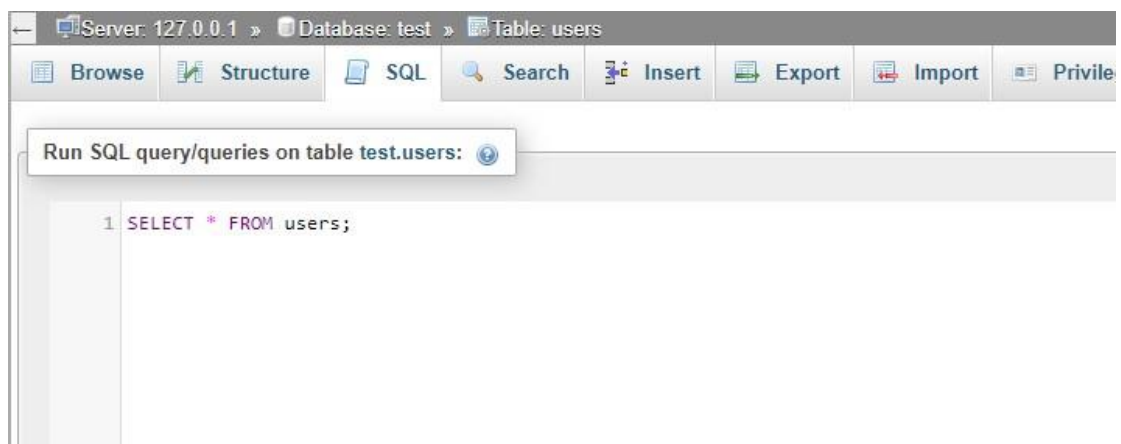 Server: 127.0.0.1 » Database: test » Table: users
Browse Structure SQL Search Insert Export Import Privile
Run SQL query/queries on table test.users:
1 SELECT * FROM users;